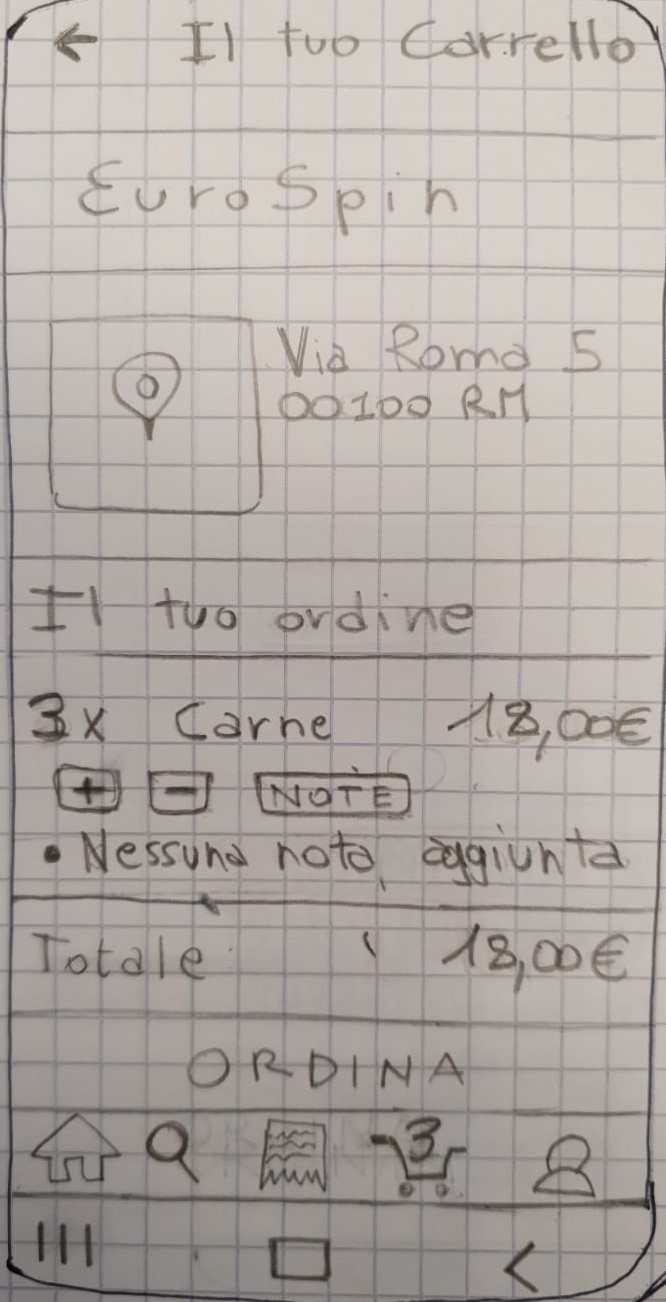 Il tuo Carrello
EuroSpin
Via Roma 5
00100 RM
Il tuo ordine
3x Carne 18,00€
+ - NOTE
• Nessuna nota aggiunta
Totale 18,00€
ORDINA
3